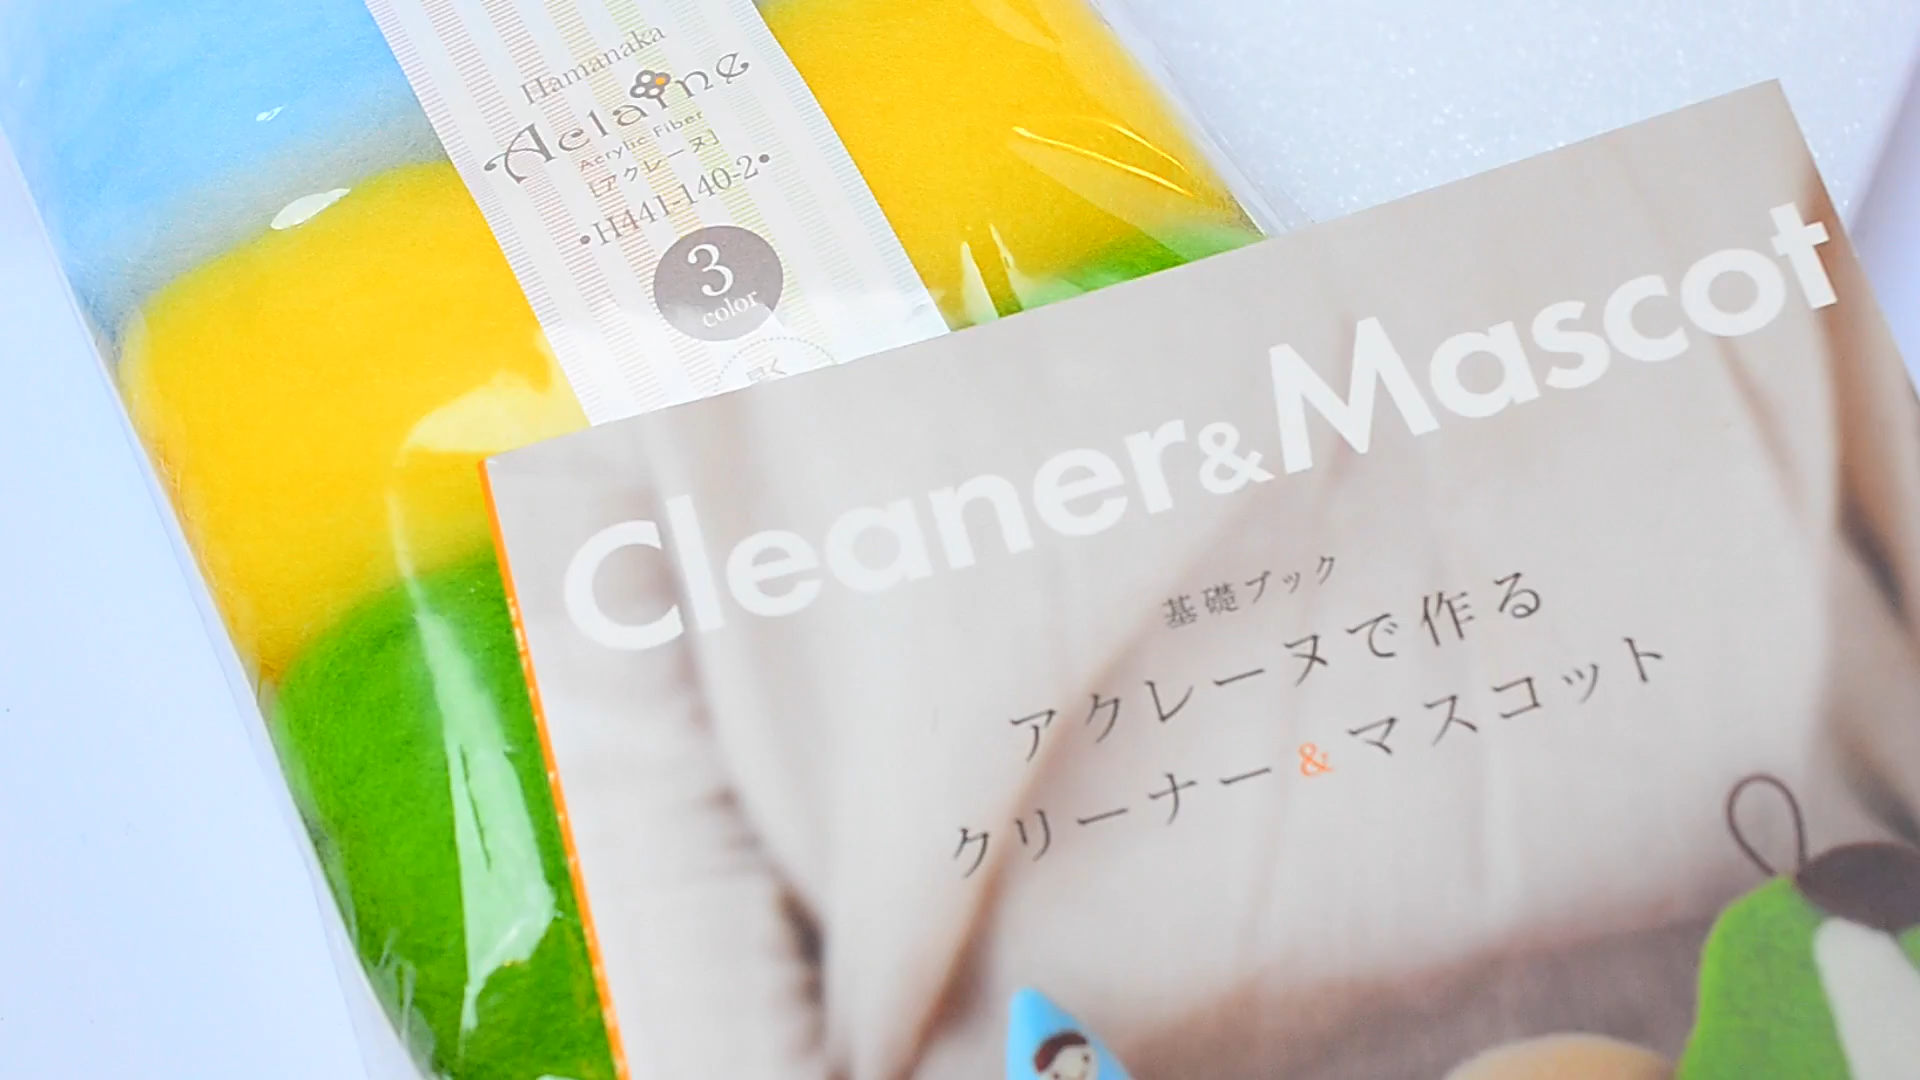 Hamanaka
Aclaine
Acrylic Fiber
[アクレーヌ]
•H441-140-2•
3
color
Cleaner&Mascot
基礎ブック
アクレーヌで作る
クリーナー&マスコット